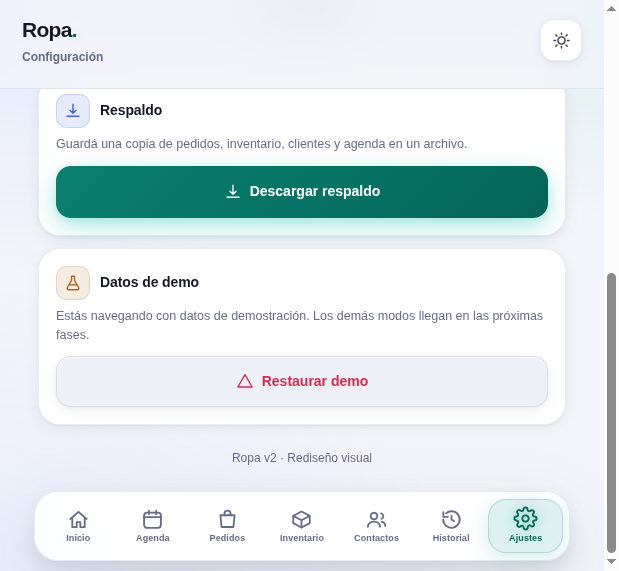 Ropa.
Configuración
Respaldo
Guardá una copia de pedidos, inventario, clientes y agenda en un archivo.
Descargar respaldo
Datos de demo
Estás navegando con datos de demostración. Los demás modos llegan en las próximas
fases.
Restaurar demo
Ropa v2 · Rediseño visual
Inicio
Agenda
Pedidos
Inventario
Contactos
Historial
Ajustes